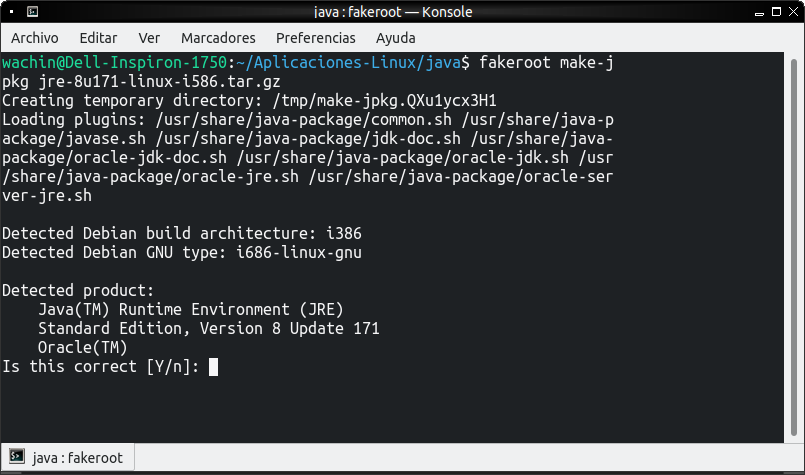 java : fakeroot — Konsole
Archivo Editar Ver Marcadores Preferencias Ayuda
wachin@Dell-Inspiron-1750:~/Aplicaciones-Linux/java$ fakeroot make-j
pkg jre-8u171-linux-i586.tar.gz
Creating temporary directory: /tmp/make-jpkg.QXu1ycx3H1
Loading plugins: /usr/share/java-package/common.sh /usr/share/java-p
ackage/javase.sh /usr/share/java-package/jdk-doc.sh /usr/share/java-
package/oracle-jdk-doc.sh /usr/share/java-package/oracle-jdk.sh /usr
/share/java-package/oracle-jre.sh /usr/share/java-package/oracle-ser
ver-jre.sh
Detected Debian build architecture: i386
Detected Debian GNU type: i686-linux-gnu
Detected product:
Java(TM) Runtime Environment (JRE)
Standard Edition, Version 8 Update 171
Oracle(TM)
Is this correct [Y/n]:
java : fakeroot